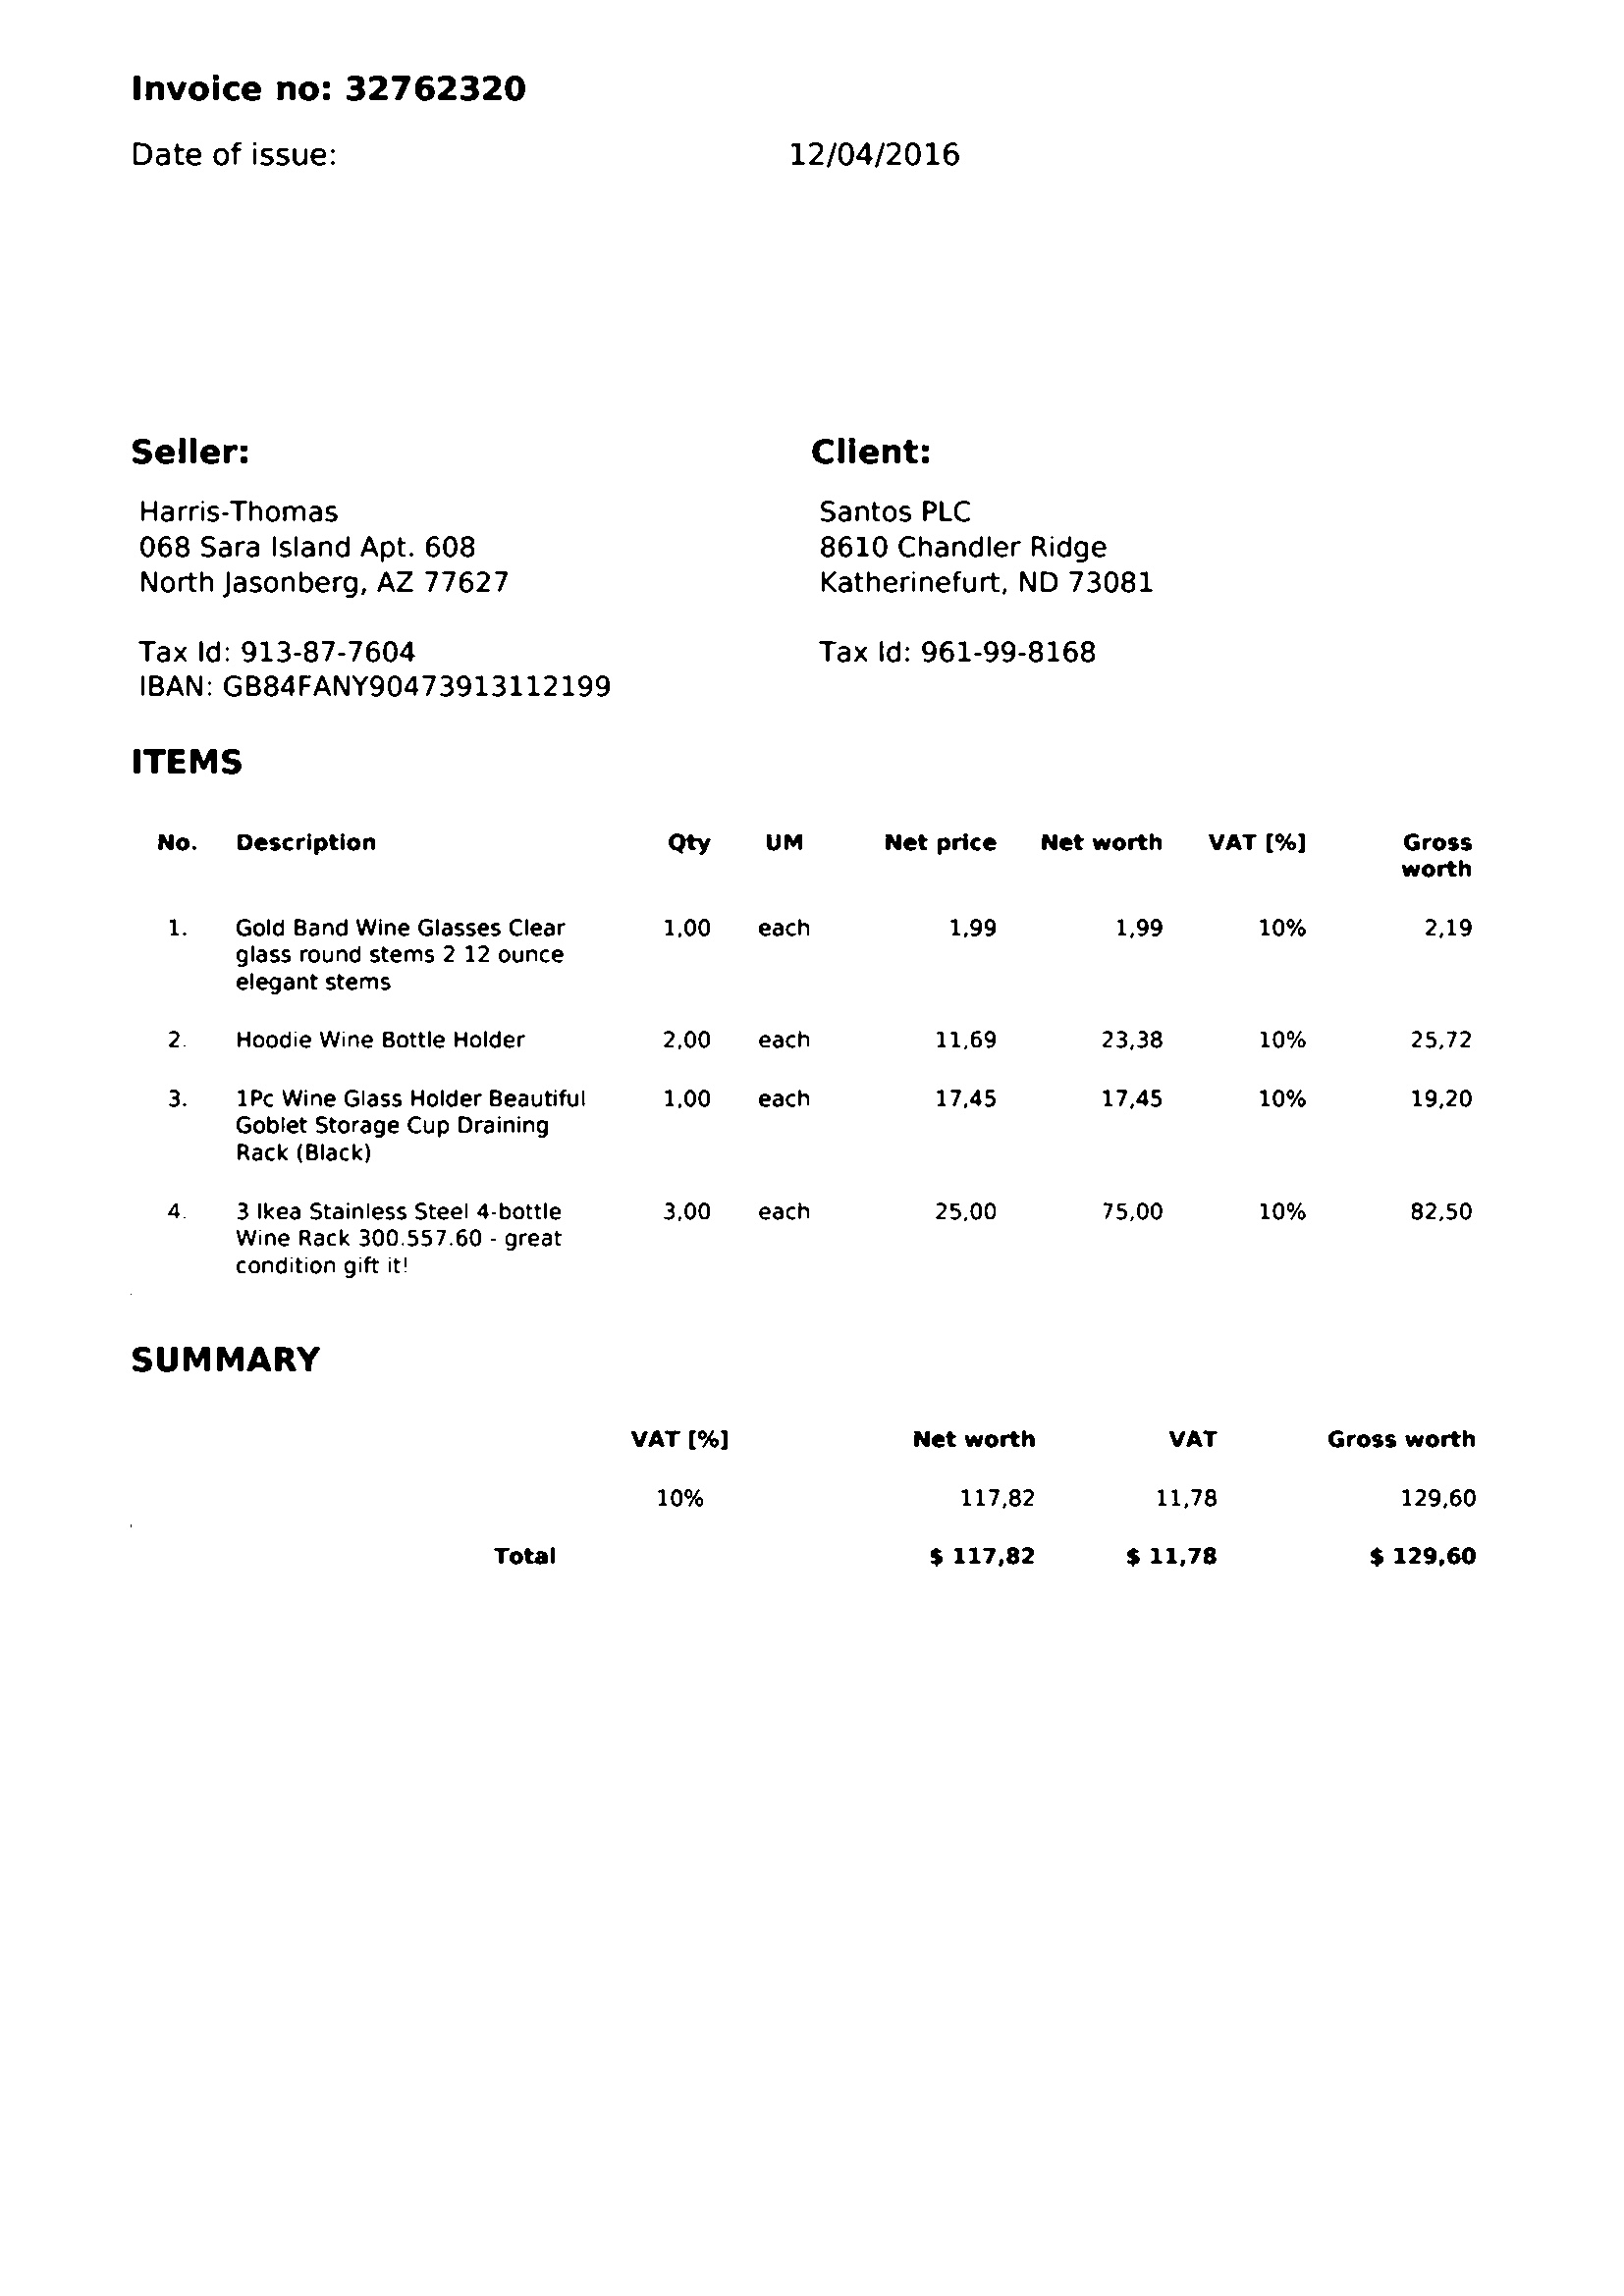 Invoice no: 32762320
Date of issue: 12/04/2016
Seller:
Harris-Thomas
068 Sara Island Apt. 608
North Jasonberg, AZ 77627
Tax Id: 913-87-7604
IBAN: GB84FANY90473913112199
Client:
Santos PLC
8610 Chandler Ridge
Katherinefurt, ND 73081
Tax Id: 961-99-8168
ITEMS
No. Description Qty UM Net price Net worth VAT [%] Gross
worth
1. Gold Band Wine Glasses Clear 1,00 each 1,99 1,99 10% 2,19
glass round stems 2 12 ounce
elegant stems
2. Hoodie Wine Bottle Holder 2,00 each 11,69 23,38 10% 25,72
3. 1Pc Wine Glass Holder Beautiful 1,00 each 17,45 17,45 10% 19,20
Goblet Storage Cup Draining
Rack (Black)
4. 3 Ikea Stainless Steel 4-bottle 3,00 each 25,00 75,00 10% 82,50
Wine Rack 300.557.60 - great
condition gift it!
SUMMARY
VAT [%] Net worth VAT Gross worth
10% 117,82 11,78 129,60
Total $ 117,82 $ 11,78 $ 129,60